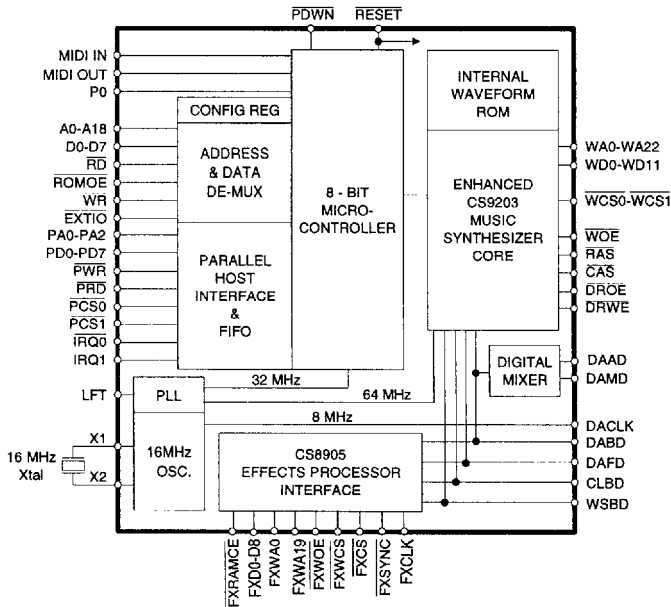 PDWN RESET
MIDI IN
MIDI OUT
P0
A0-A18
D0-D7
RD
ROMOE
WR
EXTIO
PA0-PA2
PD0-PD7
PWR
PRD
PCS0
PCS1
IRQ0
IRQ1
LFT
X1
16 MHz
Xtal
X2
CONFIG REG
ADDRESS
& DATA
DE-MUX
PARALLEL
HOST
INTERFACE
&
FIFO
8 - BIT
MICRO-
CONTROLLER
INTERNAL
WAVEFORM
ROM
ENHANCED
CS9203
MUSIC
SYNTHESIZER
CORE
WA0-WA22
WD0-WD11
WCS0-WCS1
WOE
RAS
CAS
DROE
DRWE
DIGITAL
MIXER
DAAD
DAMD
32 MHz
64 MHz
PLL
8 MHz
16MHz
OSC.
CS8905
EFFECTS PROCESSOR
INTERFACE
DACLK
DABD
DAFD
CLBD
WSBD
FXRAMCE
FXD0-D8
FXWA0
FXWA19
FXWOE
FXWCS
FXCS
FXSYNC
FXCLK